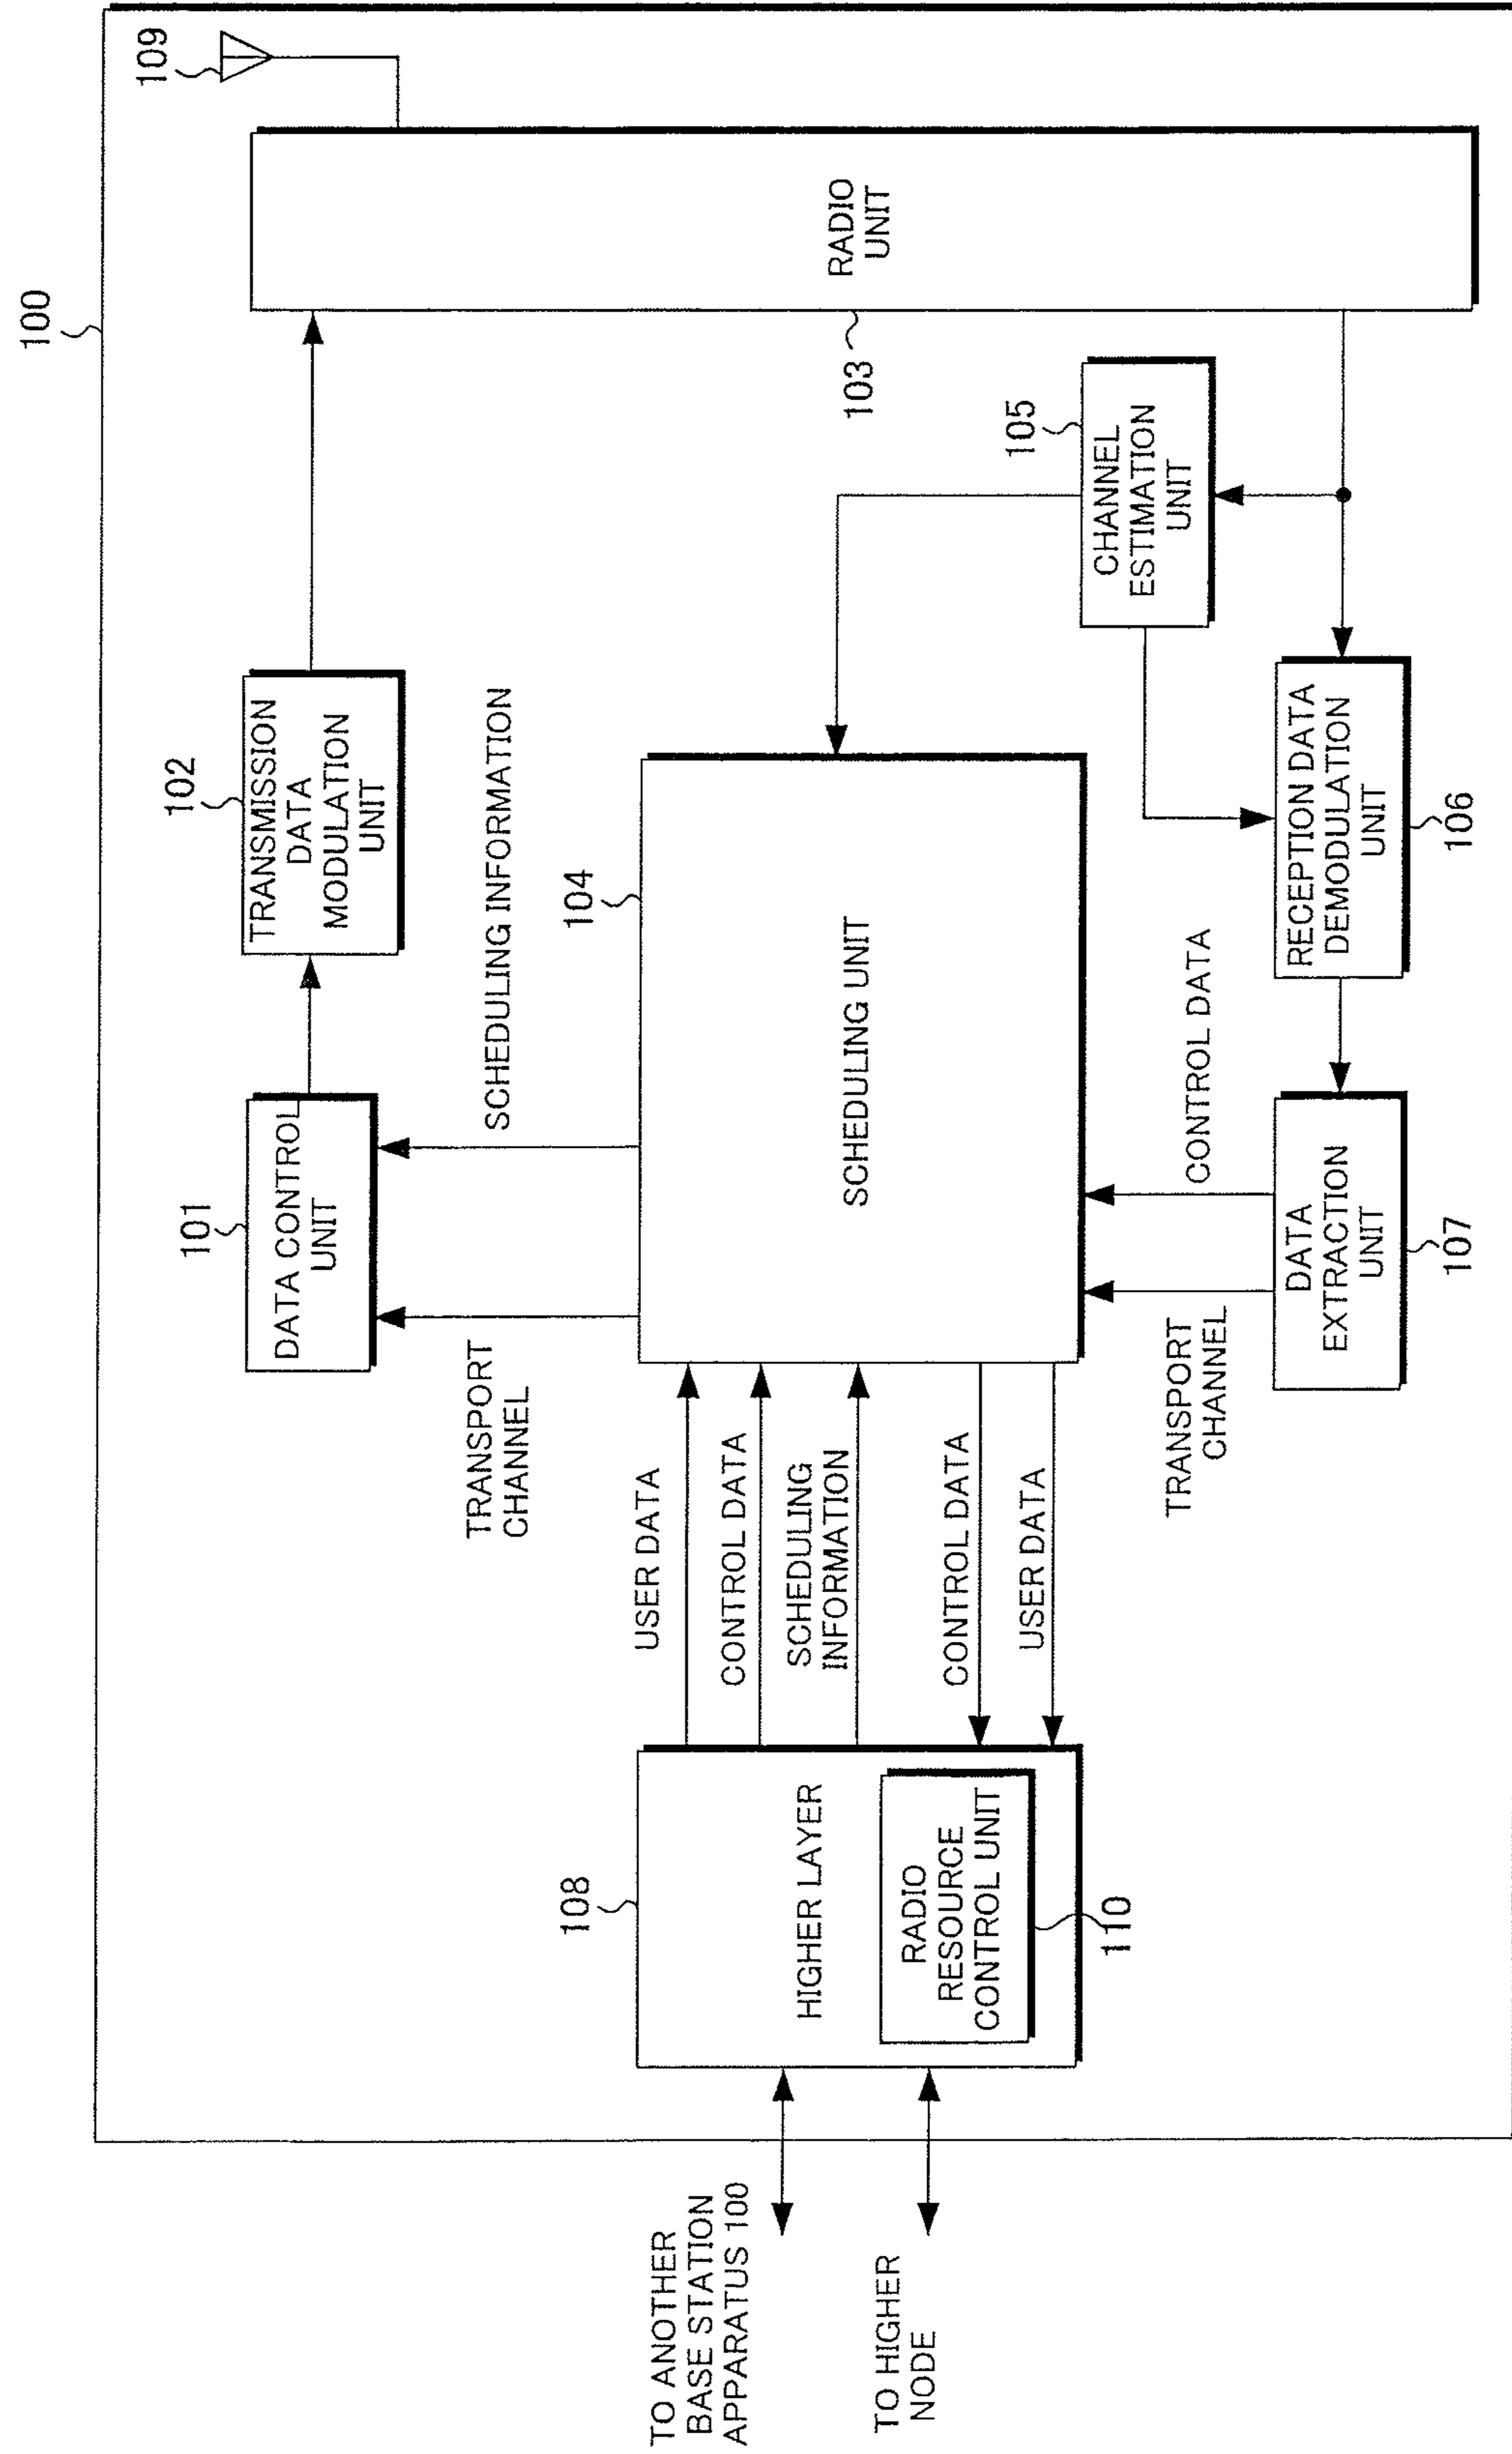 100
109
101
DATA CONTROL
UNIT
102
TRANSMISSION
DATA
MODULATION
UNIT
TRANSPORT
CHANNEL
SCHEDULING INFORMATION
TO ANOTHER
BASE STATION
APPARATUS 100
TO HIGHER
NODE
108
HIGHER LAYER
RADIO
RESOURCE
CONTROL UNIT
110
USER DATA
CONTROL DATA
SCHEDULING
INFORMATION
CONTROL DATA
USER DATA
104
SCHEDULING UNIT
103
RADIO
UNIT
105
CHANNEL
ESTIMATION
UNIT
TRANSPORT
CHANNEL
CONTROL DATA
DATA
EXTRACTION
UNIT
107
RECEPTION DATA
DEMODULATION
UNIT
106